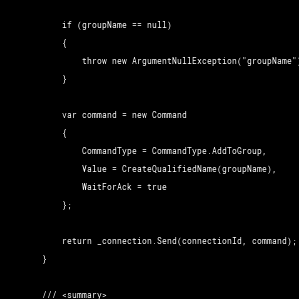 if (groupName == null)
{
throw new ArgumentNullException("groupName")
}
var command = new Command
{
CommandType = CommandType.AddToGroup,
Value = CreateQualifiedName(groupName),
WaitForAck = true
};
return _connection.Send(connectionId, command);
}
/// <summary>